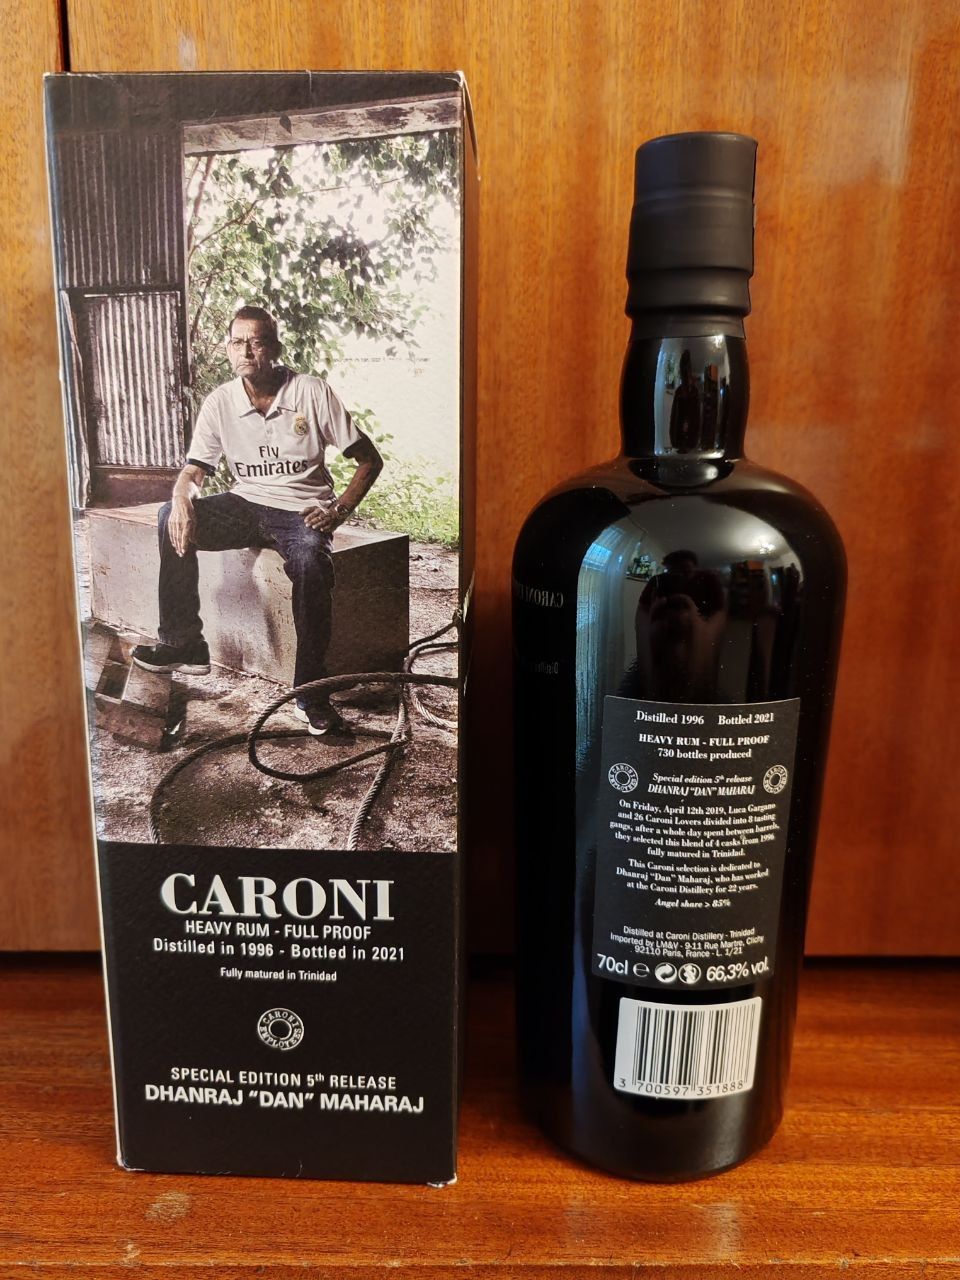 Fly
Emirates
CARONI
HEAVY RUM - FULL PROOF
Distilled in 1996 - Bottled in 2021
Fully matured in Trinidad
CARONI
EMPLOYEES
SPECIAL EDITION 5th RELEASE
DHANRAJ "DAN" MAHARAJ
Distilled 1996 Bottled 2021
HEAVY RUM - FULL PROOF
730 bottles produced
CARONI
EMPLOYEES
Special edition 5th release
DHANRAJ "DAN" MAHARAJ
CARONI
EMPLOYEES
On Friday, April 12th 2019, Luca Gargano
and 26 Caroni Lovers divided into 8 tasting
gangs, after a whole day spent between barrels,
they selected this blend of 4 casks from 1996
fully matured in Trinidad.
This Caroni selection is dedicated to
Dhanraj "Dan" Maharaj, who has worked
at the Caroni Distillery for 22 years.
Angel share > 85%
Distilled at Caroni Distillery - Trinidad
Imported by LM&V - 9-11 Rue Martre, Clichy
92110 Paris, France - L. 1/21
70cl e 66,3% vol.
3 700597 351888